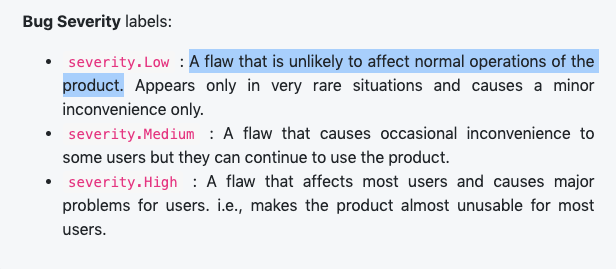 Bug Severity labels:
• severity.Low : A flaw that is unlikely to affect normal operations of the
product. Appears only in very rare situations and causes a minor
inconvenience only.
• severity.Medium : A flaw that causes occasional inconvenience to
some users but they can continue to use the product.
• severity.High : A flaw that affects most users and causes major
problems for users. i.e., makes the product almost unusable for most
users.